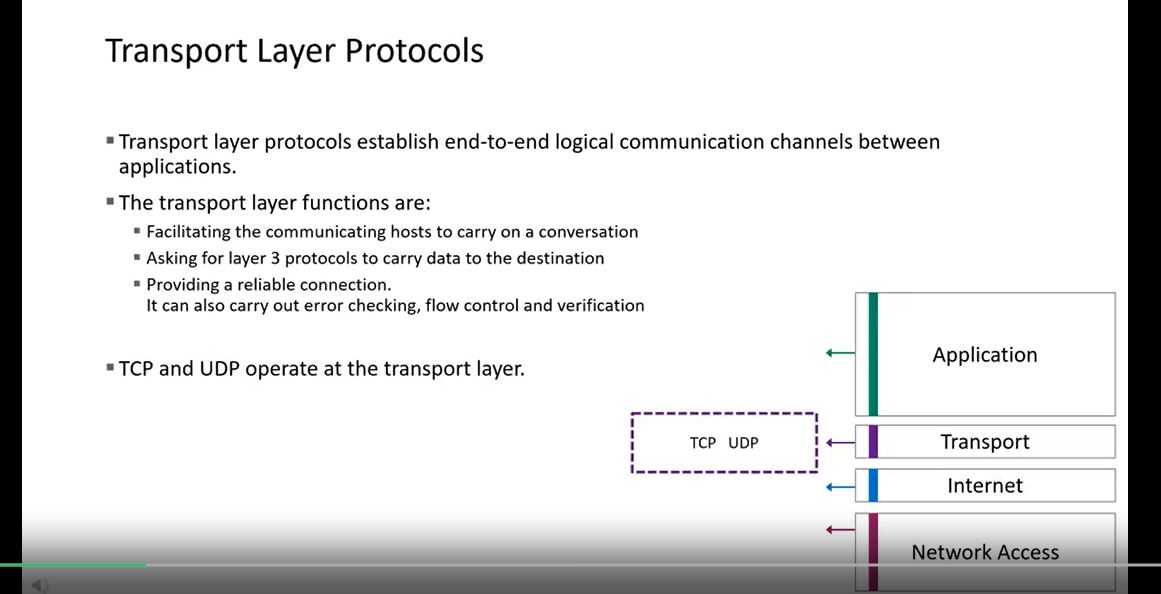 Transport Layer Protocols
Transport layer protocols establish end-to-end logical communication channels between
applications.
The transport layer functions are:
Facilitating the communicating hosts to carry on a conversation
Asking for layer 3 protocols to carry data to the destination
Providing a reliable connection.
It can also carry out error checking, flow control and verification
TCP and UDP operate at the transport layer.
Application
TCP UDP
Transport
Internet
Network Access